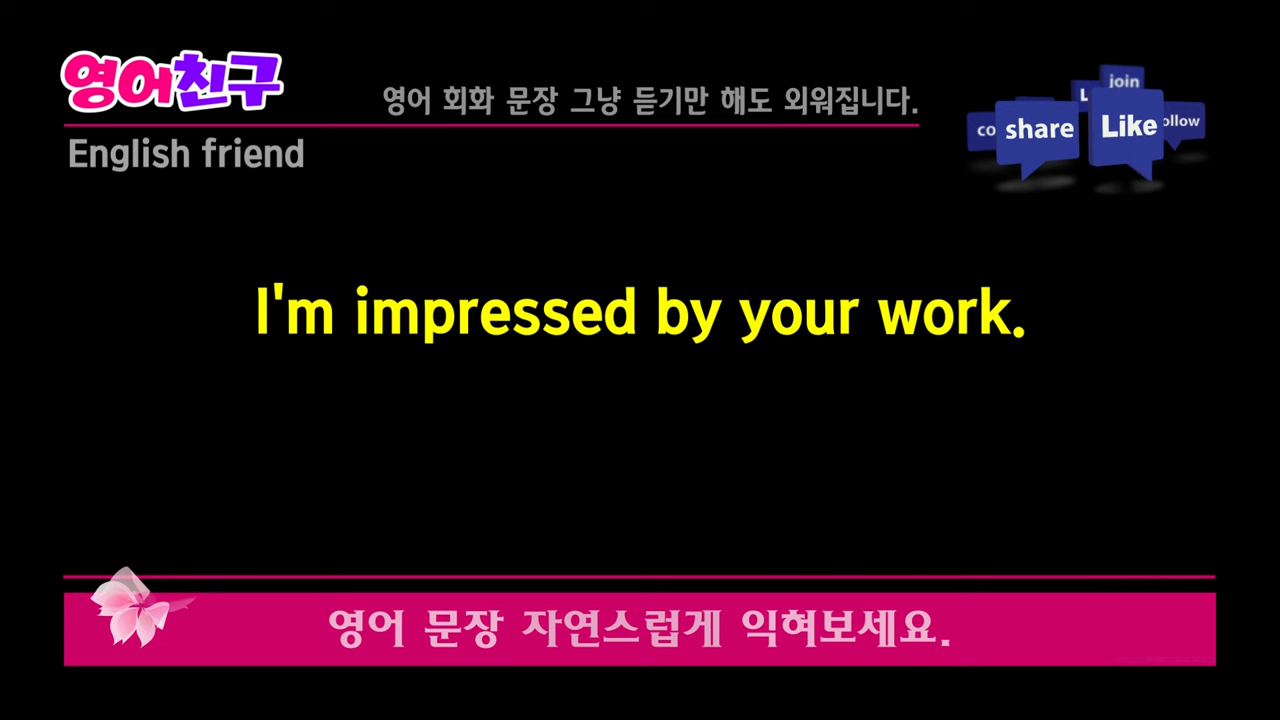 영어친구
영어 회화 문장 그냥 듣기만 해도 외워집니다.
English friend
join
L
co
share
Like
ollow
I'm impressed by your work.
영어 문장 자연스럽게 익혀보세요.